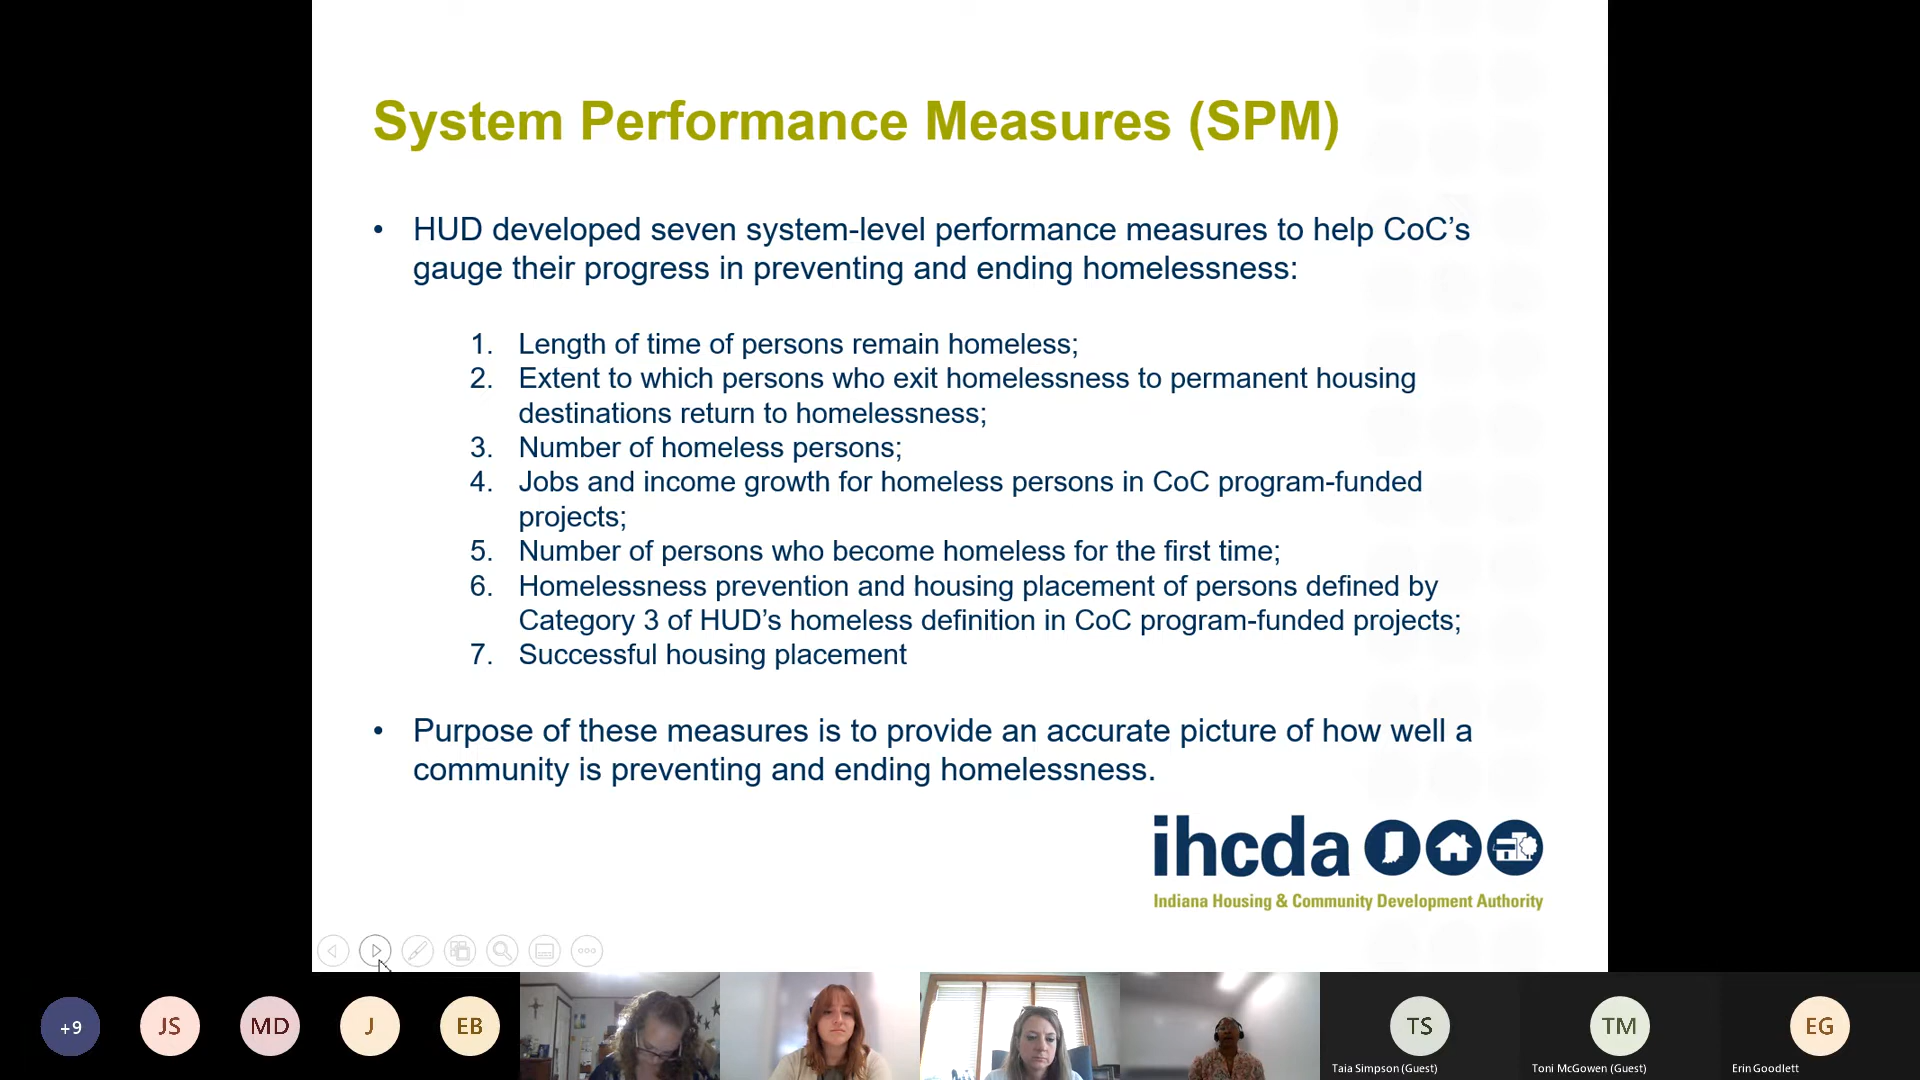 System Performance Measures (SPM)
• HUD developed seven system-level performance measures to help CoC’s
gauge their progress in preventing and ending homelessness:
1. Length of time of persons remain homeless;
2. Extent to which persons who exit homelessness to permanent housing
destinations return to homelessness;
3. Number of homeless persons;
4. Jobs and income growth for homeless persons in CoC program-funded
projects;
5. Number of persons who become homeless for the first time;
6. Homelessness prevention and housing placement of persons defined by
Category 3 of HUD’s homeless definition in CoC program-funded projects;
7. Successful housing placement
• Purpose of these measures is to provide an accurate picture of how well a
community is preventing and ending homelessness.
ihcda
Indiana Housing & Community Development Authority
+9
JS
MD
J
EB
TS
TM
EG
Taia Simpson (Guest)
Toni McGowen (Guest)
Erin Goodlett